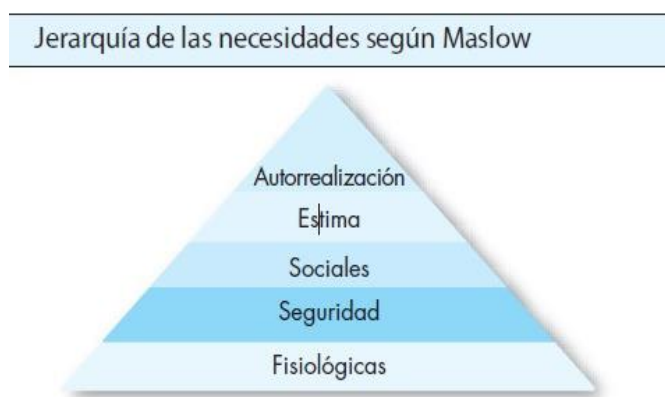 Jerarquía de las necesidades según Maslow
Autorrealización
Estima
Sociales
Seguridad
Fisiológicas